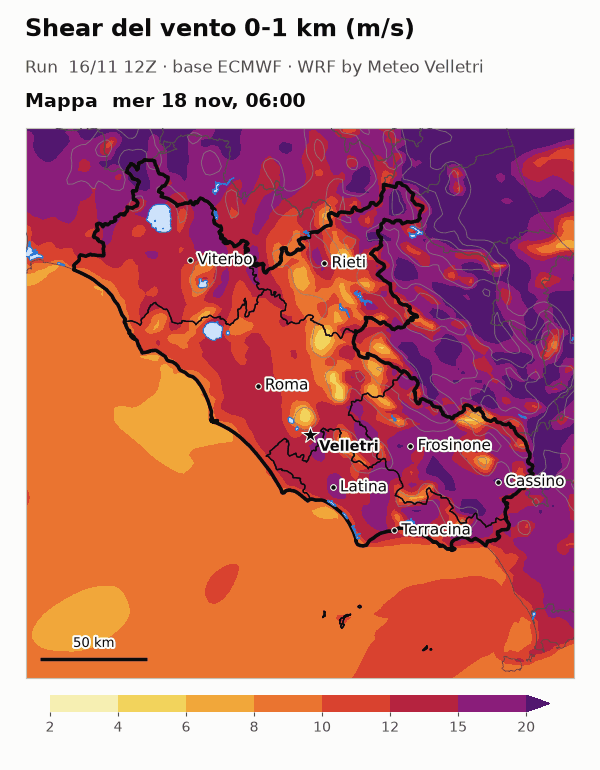 Shear del vento 0-1 km (m/s)
Run  16/11 12Z · base ECMWF · WRF by Meteo Velletri
Mappa  mer 18 nov, 06:00
Viterbo
Rieti
Roma
Velletri
Frosinone
Cassino
Latina
Terracina
50 km
2 4 6 8 10 12 15 20